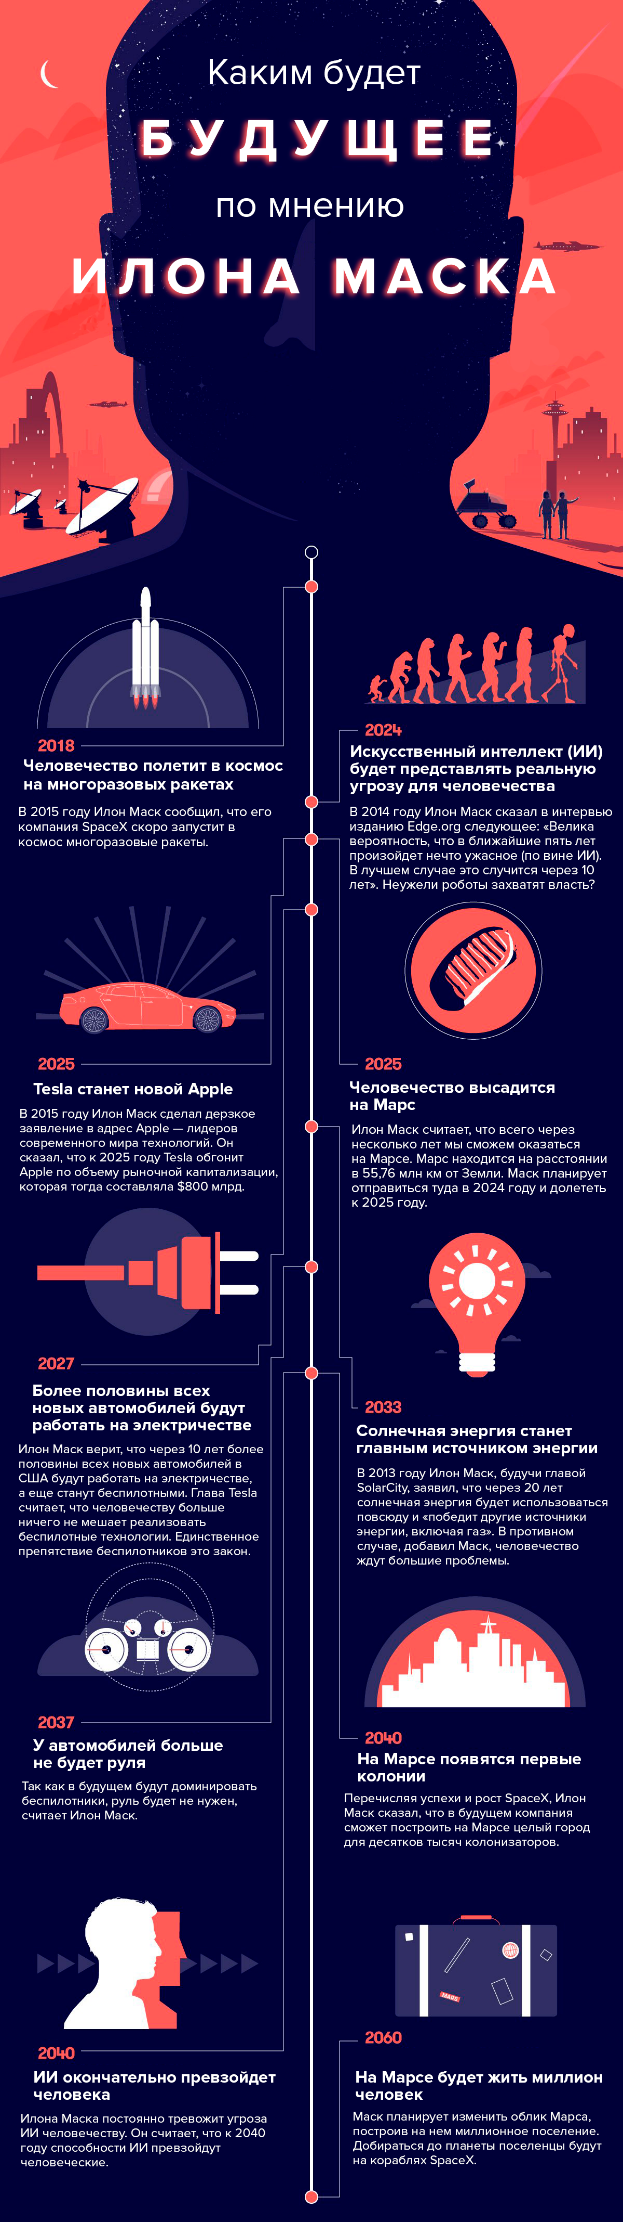 Каким будет
БУДУЩЕЕ
по мнению
ИЛОНА МАСКА
2018
Человечество полетит в космос
на многоразовых ракетах
В 2015 году Илон Маск сообщил, что его
компания SpaceX скоро запустит в
космос многоразовые ракеты.
2024
Искусственный интеллект (ИИ)
будет представлять реальную
угрозу для человечества
В 2014 году Илон Маск сказал в интервью
изданию Edge.org следующее: «Велика
вероятность, что в ближайшие пять лет
произойдет нечто ужасное (по вине ИИ).
В лучшем случае это случится через 10
лет». Неужели роботы захватят власть?
2025
Tesla станет новой Apple
В 2015 году Илон Маск сделал дерзкое
заявление в адрес Apple — лидеров
современного мира технологий. Он
сказал, что к 2025 году Tesla обгонит
Apple по объему рыночной капитализации,
которая тогда составляла $800 млрд.
2025
Человечество высадится
на Марс
Илон Маск считает, что всего через
несколько лет мы сможем оказаться
на Марсе. Марс находится на расстоянии
в 55,76 млн км от Земли. Маск планирует
отправиться туда в 2024 году и долететь
к 2025 году.
2027
Более половины всех
новых автомобилей будут
работать на электричестве
Илон Маск верит, что через 10 лет более
половины всех новых автомобилей в
США будут работать на электричестве,
а еще станут беспилотными. Глава Tesla
считает, что человечеству больше
ничего не мешает реализовать
беспилотные технологии. Единственное
препятствие беспилотников это закон.
2033
Солнечная энергия станет
главным источником энергии
В 2013 году Илон Маск, будучи главой
SolarCity, заявил, что через 20 лет
солнечная энергия будет использоваться
повсюду и «победит другие источники
энергии, включая газ». В противном
случае, добавил Маск, человечество
ждут большие проблемы.
2037
У автомобилей больше
не будет руля
Так как в будущем будут доминировать
беспилотники, руль будет не нужен,
считает Илон Маск.
2040
На Марсе появятся первые
колонии
Перечисляя успехи и рост SpaceX, Илон
Маск сказал, что в будущем компания
сможет построить на Марсе целый город
для десятков тысяч колонизаторов.
2040
ИИ окончательно превзойдет
человека
Илона Маска постоянно тревожит угроза
ИИ человечеству. Он считает, что к 2040
году способности ИИ превзойдут
человеческие.
MARS
2060
На Марсе будет жить миллион
человек
Маск планирует изменить облик Марса,
построив на нем миллионное поселение.
Добираться до планеты поселенцы будут
на кораблях SpaceX.